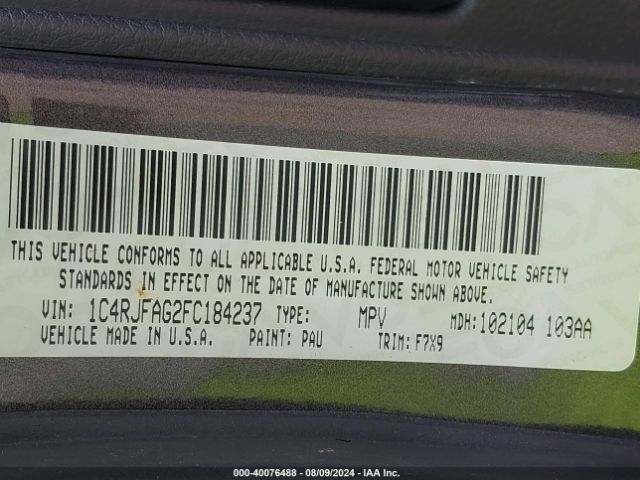 THIS VEHICLE CONFORMS TO ALL APPLICABLE U.S.A. FEDERAL MOTOR VEHICLE SAFETY
STANDARDS IN EFFECT ON THE DATE OF MANUFACTURE SHOWN ABOVE.
VIN: 1C4RJFAG2FC184237 TYPE: MPV MDH:102104 103AA
VEHICLE MADE IN U.S.A. PAINT: PAU TRIM: F7X9
000-40076488 - 08/09/2024 - IAAI.COM